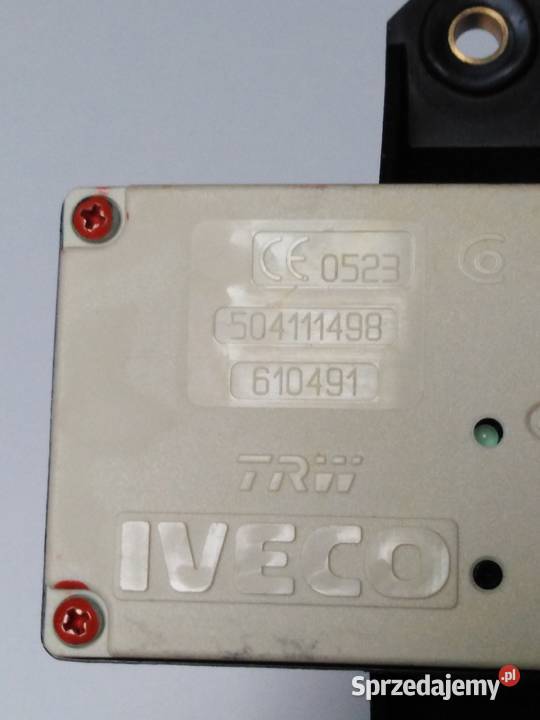 CE 0523
504111498
610491
TRW
IVECO
Sprzedajemy.pl